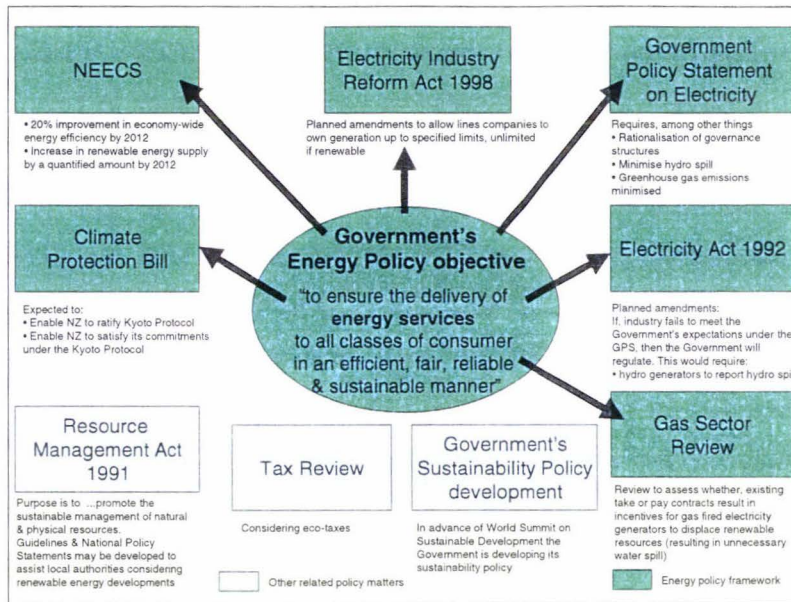 NEECS
• 20% improvement in economy-wide
energy efficiency by 2012
• Increase in renewable energy supply
by a quantified amount by 2012
Electricity Industry
Reform Act 1998
Planned amendments to allow lines companies to
own generation up to specified limits, unlimited
if renewable
Government
Policy Statement
on Electricity
Requires, among other things
• Rationalisation of governance
structures
• Minimise hydro spill
• Greenhouse gas emissions
minimised
Climate
Protection Bill
Expected to:
• Enable NZ to ratify Kyoto Protocol
• Enable NZ to satisfy its commitments
under the Kyoto Protocol
Government's
Energy Policy objective
"to ensure the delivery of
energy services
to all classes of consumer
in an efficient, fair, reliable
& sustainable manner"
Electricity Act 1992
Planned amendments:
If, industry fails to meet the
Government's expectations under the
GPS, then the Government will
regulate. This would require:
• hydro generators to report hydro spi
Resource
Management Act
1991
Purpose is to ...promote the
sustainable management of natural
& physical resources.
Guidelines & National Policy
Statements may be developed to
assist local authorities considering
renewable energy developments
Tax Review
Considering eco-taxes
Government's
Sustainability Policy
development
In advance of World Summit on
Sustainable Development the
Government is developing its
sustainability policy
Gas Sector
Review
Review to assess whether, existing
take or pay contracts result in
incentives for gas fired electricity
generators to displace renewable
resources (resulting in unnecessary
water spill)
Other related policy matters
Energy policy framework